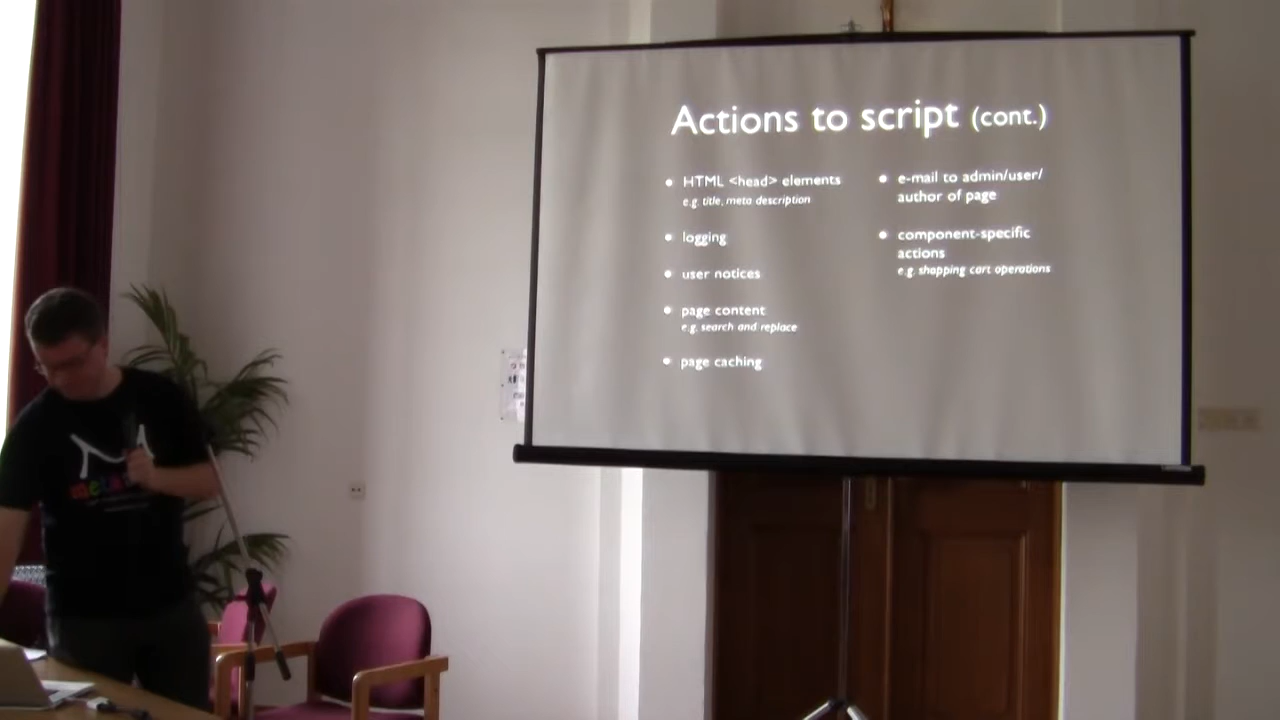 Actions to script (cont.)
HTML <head> elements
e.g. title, meta description
logging
user notices
page content
e.g. search and replace
page caching
e-mail to admin/user/
author of page
component-specific
actions
e.g. shopping cart operations